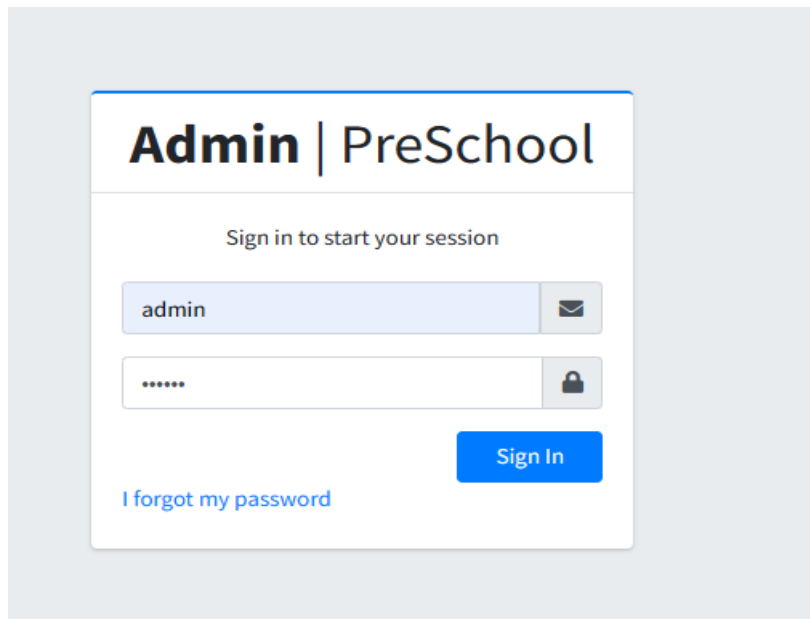 Admin | PreSchool
Sign in to start your session
admin
••••••
Sign In
I forgot my password